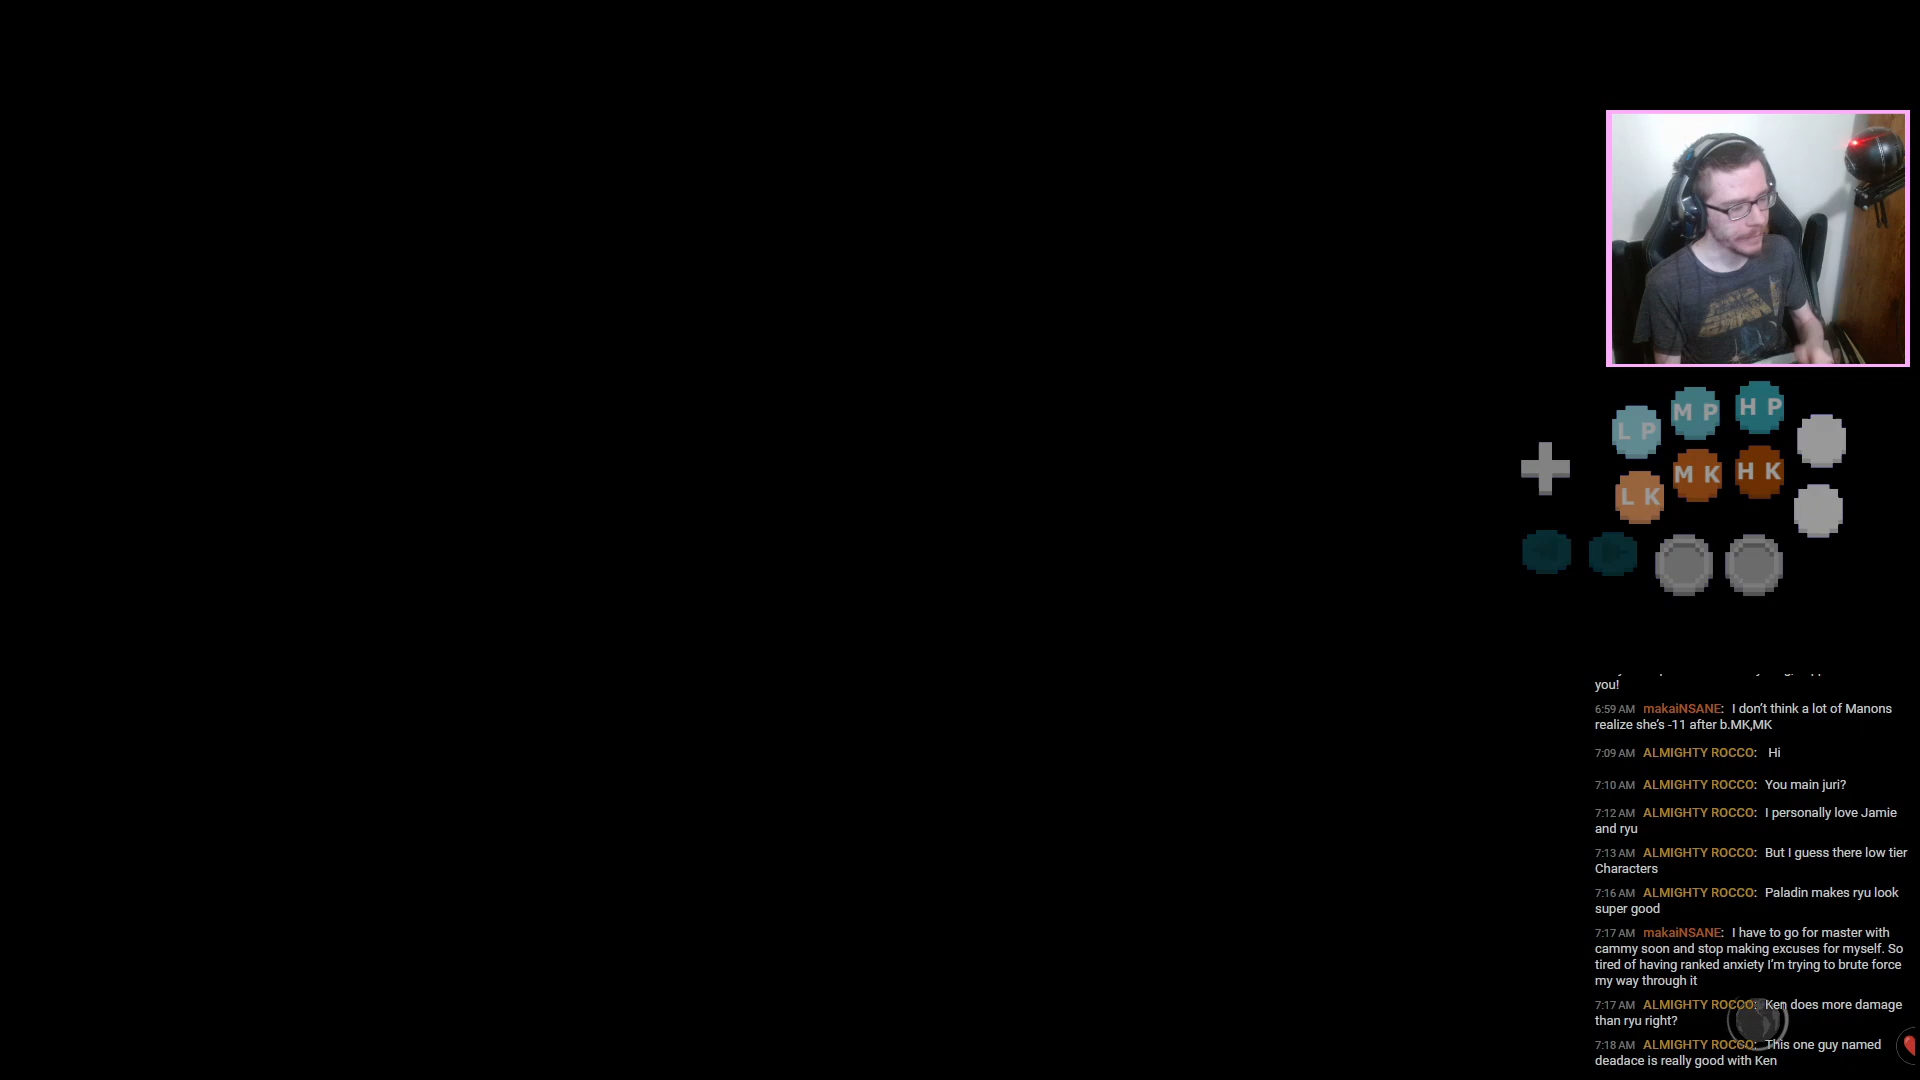 M P
H P
L P
M K
H K
L K
you!
6:59 AM makaiNSANE: I don't think a lot of Manons
realize she's -11 after b.MK,MK
7:09 AM ALMIGHTY ROCCO: Hi
7:10 AM ALMIGHTY ROCCO: You main juri?
7:12 AM ALMIGHTY ROCCO: I personally love Jamie
and ryu
7:13 AM ALMIGHTY ROCCO: But I guess there low tier
Characters
7:16 AM ALMIGHTY ROCCO: Paladin makes ryu look
super good
7:17 AM makaiNSANE: I have to go for master with
cammy soon and stop making excuses for myself. So
tired of having ranked anxiety I'm trying to brute force
my way through it
7:17 AM ALMIGHTY ROCCO: Ken does more damage
than ryu right?
7:18 AM ALMIGHTY ROCCO: This one guy named
deadace is really good with Ken